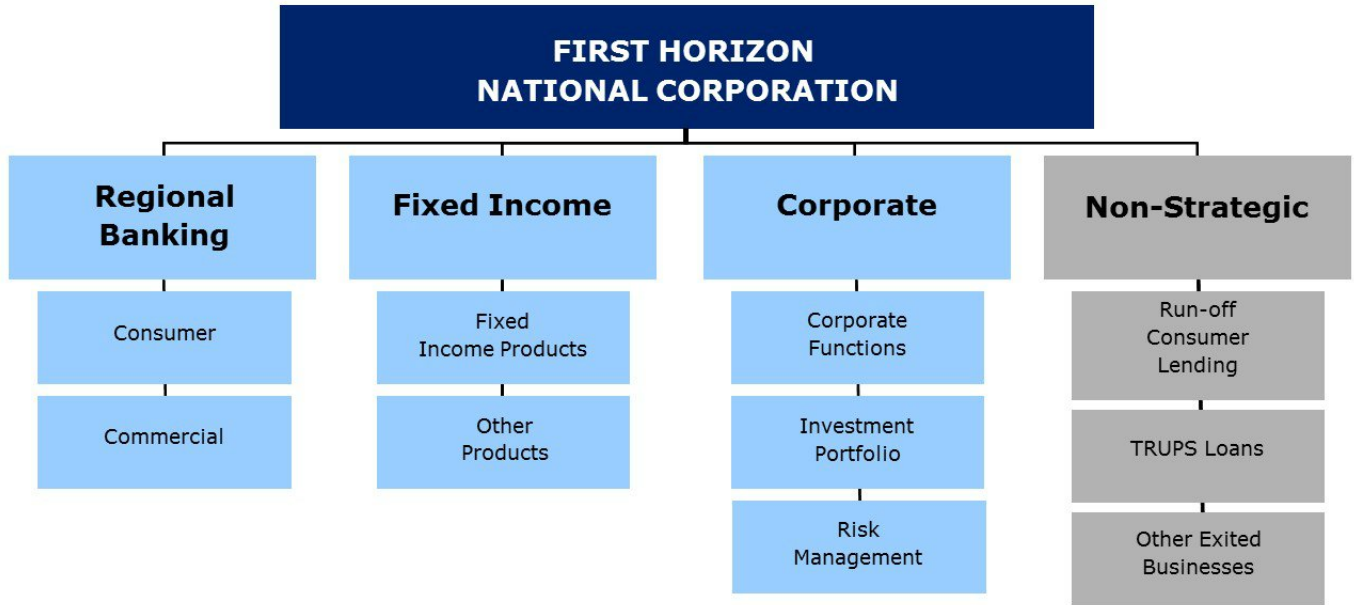 FIRST HORIZON
NATIONAL CORPORATION
Regional
Banking
Consumer
Commercial
Fixed Income
Fixed
Income Products
Other
Products
Corporate
Corporate
Functions
Investment
Portfolio
Risk
Management
Non-Strategic
Run-off
Consumer
Lending
TRUPS Loans
Other Exited
Businesses